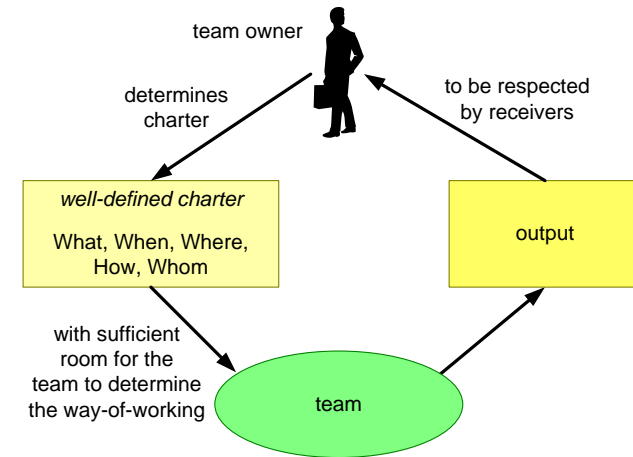 team owner
determines
charter
to be respected
by receivers
well-defined charter
What, When, Where,
How, Whom
output
with sufficient
room for the
team to determine
the way-of-working
team